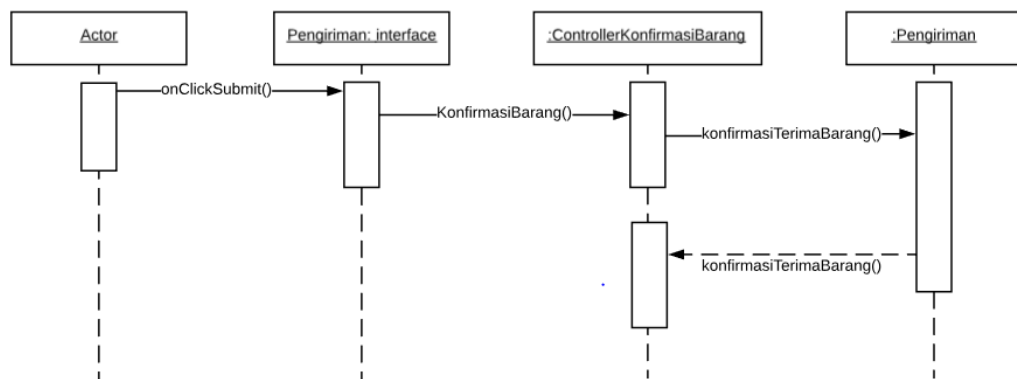 Actor
Pengiriman: interface
:ControllerKonfirmasiBarang
:Pengiriman
onClickSubmit()
KonfirmasiBarang()
konfirmasiTerimaBarang()
konfirmasiTerimaBarang()